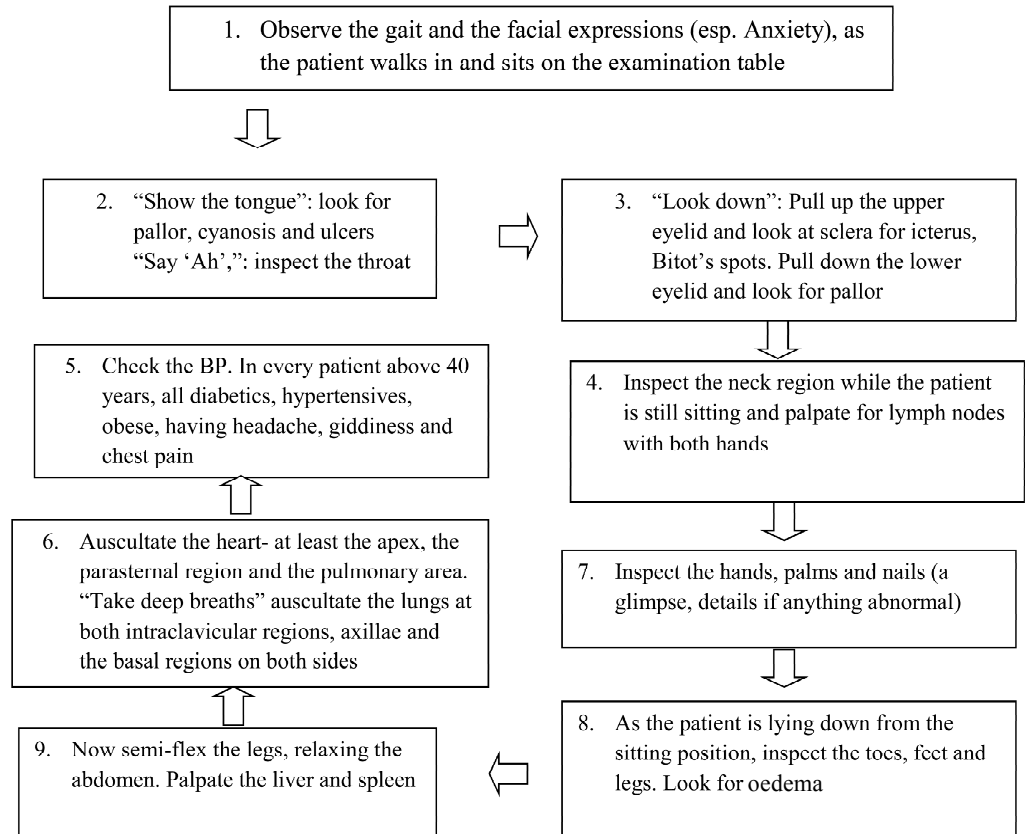 1. Observe the gait and the facial expressions (esp. Anxiety), as
the patient walks in and sits on the examination table
2. “Show the tongue”: look for
pallor, cyanosis and ulcers
“Say ‘Ah’,”: inspect the throat
3. “Look down”: Pull up the upper
eyelid and look at sclera for icterus,
Bitot’s spots. Pull down the lower
eyelid and look for pallor
4. Inspect the neck region while the patient
is still sitting and palpate for lymph nodes
with both hands
5. Check the BP. In every patient above 40
years, all diabetics, hypertensives,
obese, having headache, giddiness and
chest pain
6. Auscultate the heart- at least the apex, the
parasternal region and the pulmonary area.
“Take deep breaths” auscultate the lungs at
both intraclavicular regions, axillae and
the basal regions on both sides
7. Inspect the hands, palms and nails (a
glimpse, details if anything abnormal)
8. As the patient is lying down from the
sitting position, inspect the toes, feet and
legs. Look for oedema
9. Now semi-flex the legs, relaxing the
abdomen. Palpate the liver and spleen